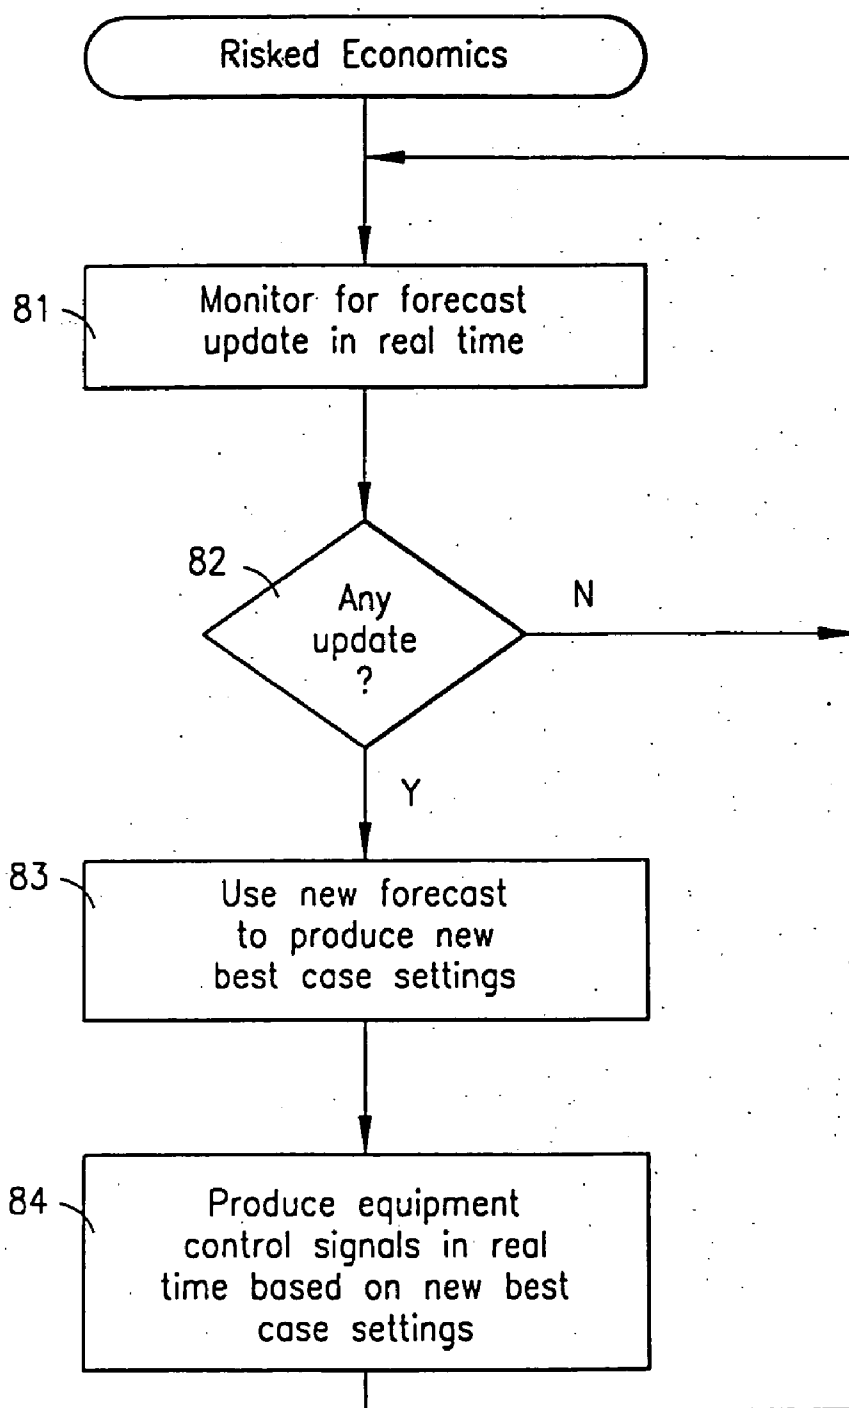 Risked Economics
81
Monitor for forecast
update in real time
82
Any
update
?
N
Y
83
Use new forecast
to produce new
best case settings
84
Produce equipment
control signals in real
time based on new best
case settings